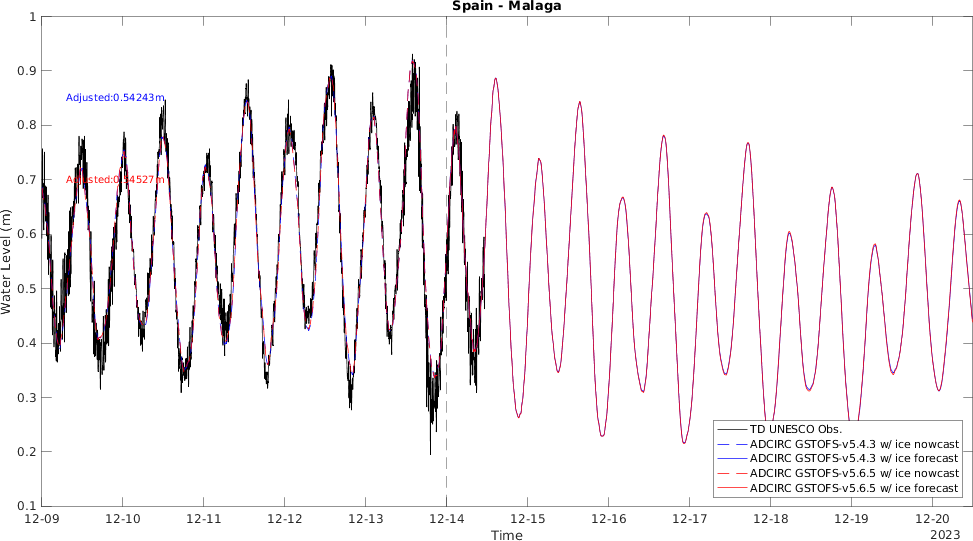 Spain - Malaga
1
0.9
0.8
0.7
0.6
0.5
0.4
0.3
0.2
0.1
Water Level (m)
Adjusted:0.54243m
Adjusted:0.54527m
TD UNESCO Obs.
ADCIRC GSTOFS-v5.4.3 w/ ice nowcast
ADCIRC GSTOFS-v5.4.3 w/ ice forecast
ADCIRC GSTOFS-v5.6.5 w/ ice nowcast
ADCIRC GSTOFS-v5.6.5 w/ ice forecast
12-09 12-10 12-11 12-12 12-13 12-14 12-15 12-16 12-17 12-18 12-19 12-20
Time 2023